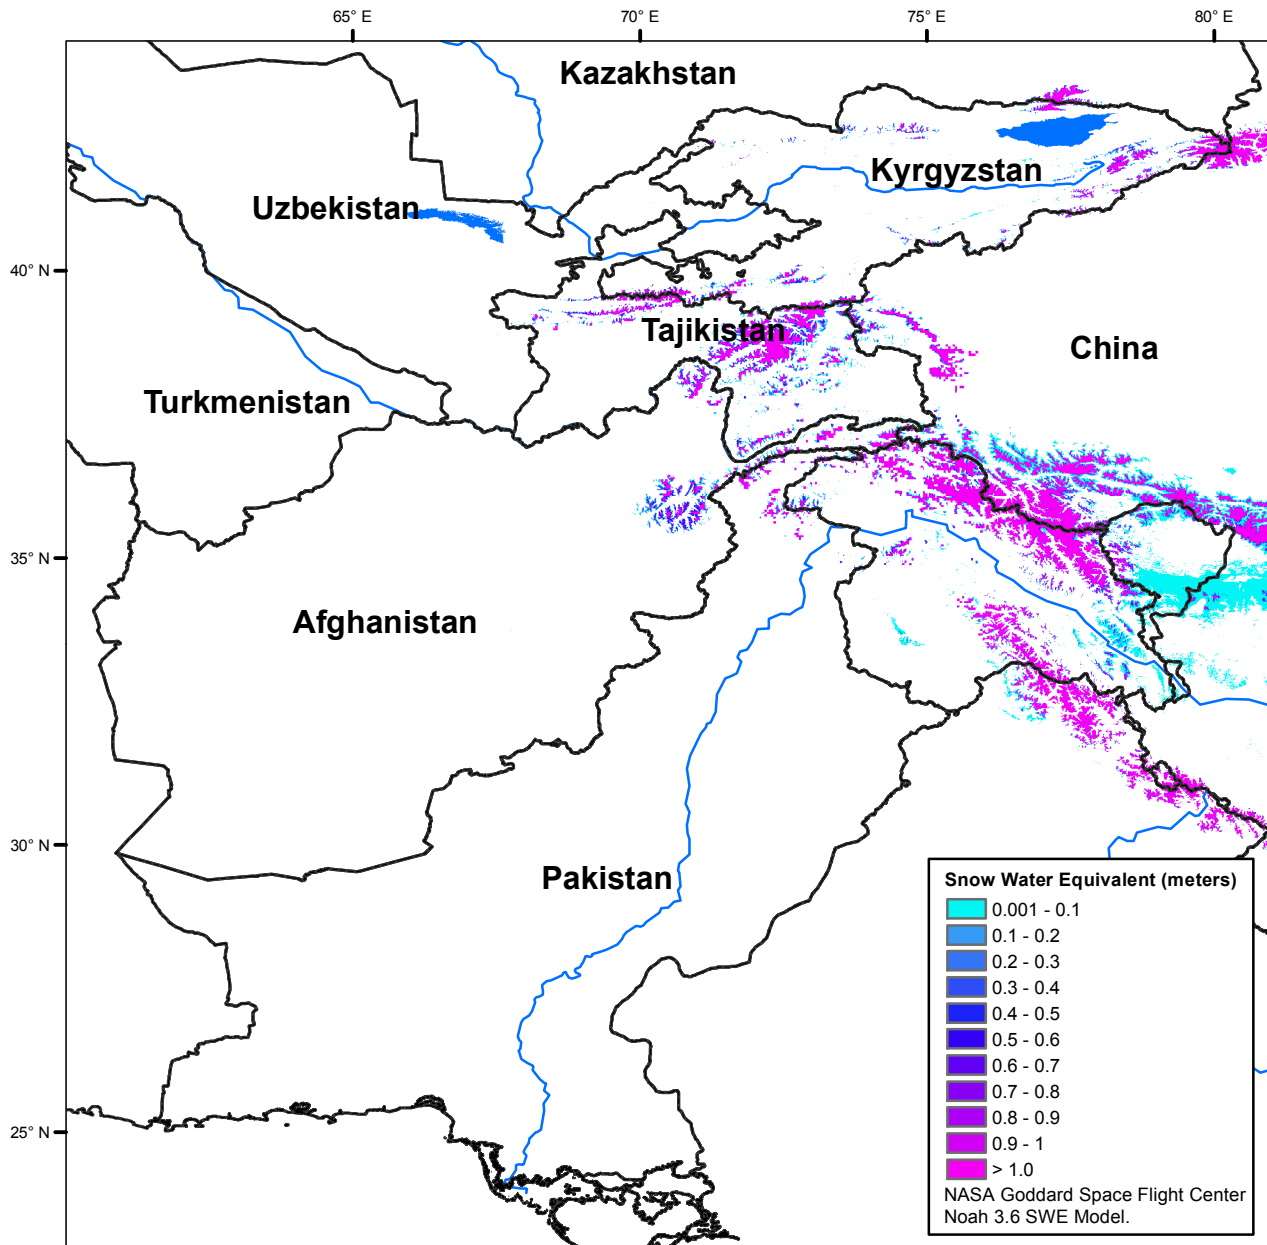 65° E
70° E
75° E
80° E
Kazakhstan
Kyrgyzstan
Uzbekistan
40° N
Tajikistan
China
Turkmenistan
35° N
Afghanistan
30° N
Pakistan
25° N
Snow Water Equivalent (meters)
0.001 - 0.1
0.1 - 0.2
0.2 - 0.3
0.3 - 0.4
0.4 - 0.5
0.5 - 0.6
0.6 - 0.7
0.7 - 0.8
0.8 - 0.9
0.9 - 1
> 1.0
NASA Goddard Space Flight Center
Noah 3.6 SWE Model.